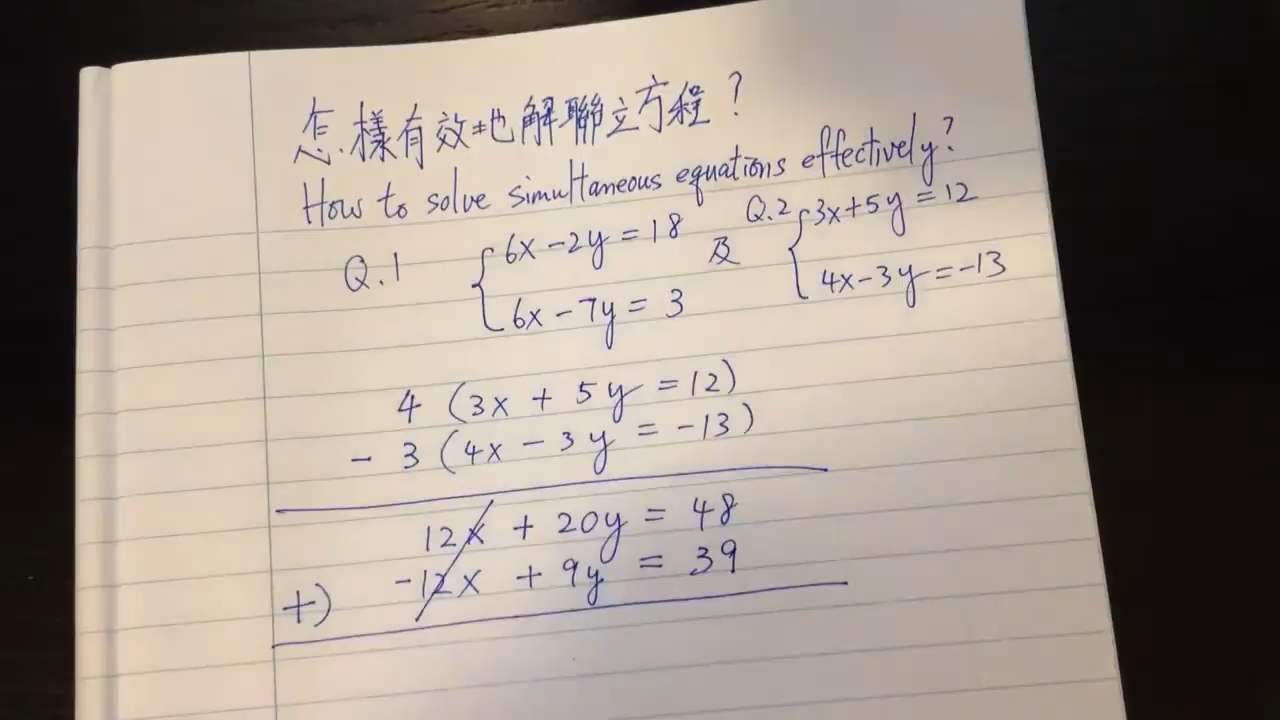 怎樣有效地解聯立方程？
How to solve simultaneous equations effectively?
Q.1 { 6x - 2y = 18 及 Q.2 { 3x + 5y = 12
6x - 7y = 3 4x - 3y = -13
4 (3x + 5y = 12)
- 3 (4x - 3y = -13)
12x + 20y = 48
+) -12x + 9y = 39